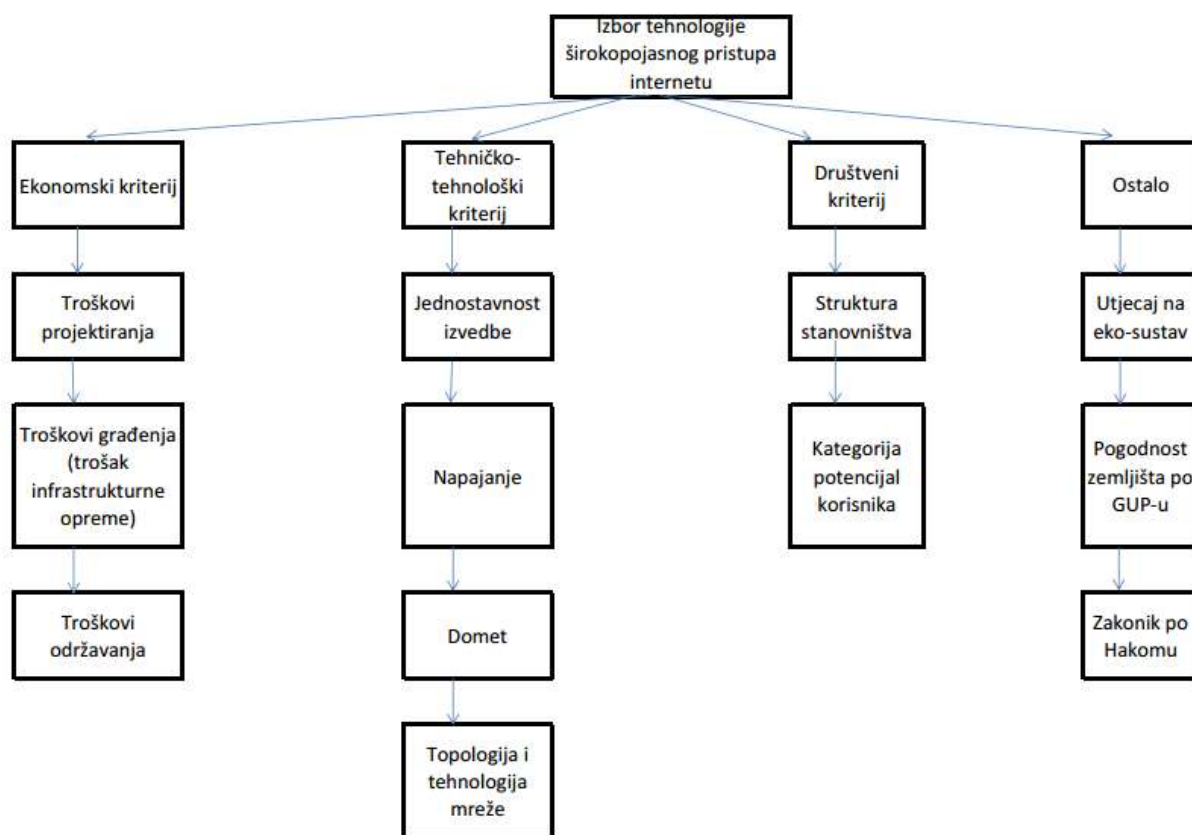 Izbor tehnologije
širokopojasnog pristupa
internetu
Ekonomski kriterij
Tehničko-
tehnološki
kriterij
Društveni
kriterij
Ostalo
Troškovi
projektiranja
Jednostavnost
izvedbe
Struktura
stanovništva
Utjecaj na
eko-sustav
Troškovi građenja
(trošak
infrastrukturne
opreme)
Napajanje
Kategorija
potencijal
korisnika
Pogodnost
zemljišta po
GUP-u
Troškovi
održavanja
Domet
Zakonik po
Hakomu
Topologija i
tehnologija
mreže